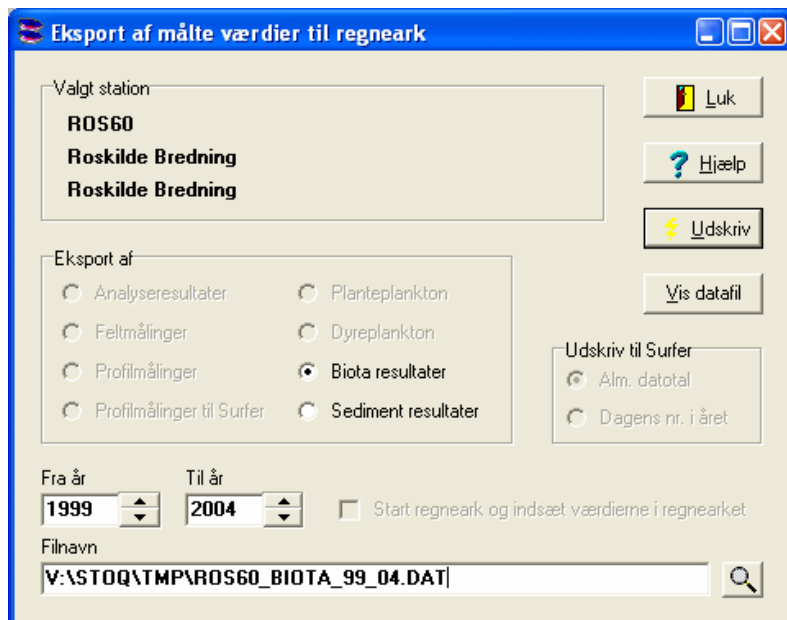 Eksport af målte værdier til regneark
Valgt station
ROS60
Roskilde Bredning
Roskilde Bredning
Luk
Hjælp
Udskriv
Vis datafil
Eksport af
Analyseresultater
Feltmålinger
Profilmålinger
Profilmålinger til Surfer
Planteplankton
Dyreplankton
Biota resultater
Sediment resultater
Udskriv til Surfer
Alm. datotal
Dagens nr. i året
Fra år
1999
Til år
2004
Start regneark og indsæt værdierne i regnearket
Filnavn
V:\STOQ\TMP\ROS60_BIOTA_99_04.DAT